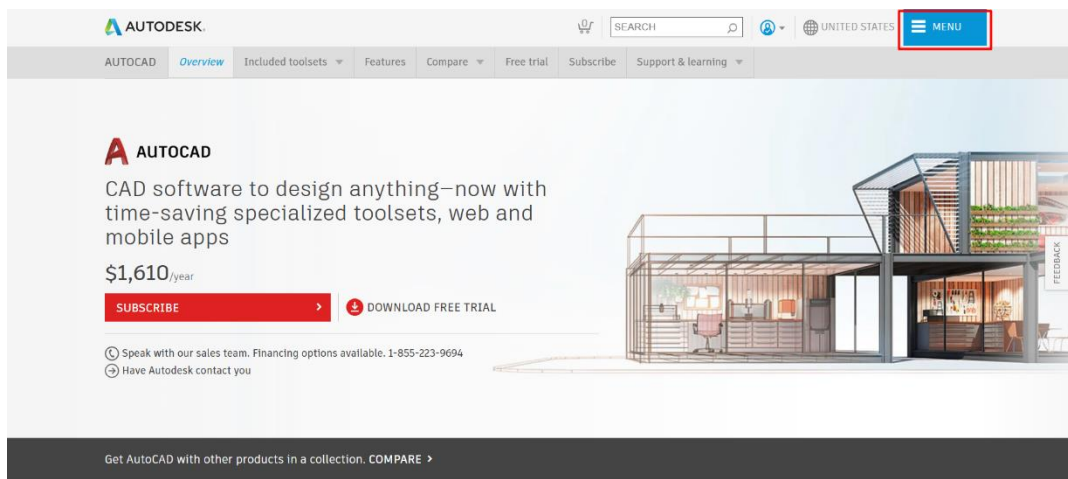 AUTODESK.
0
SEARCH
UNITED STATES
MENU
AUTOCAD Overview Included toolsets Features Compare Free trial Subscribe Support & learning
AUTOCAD
CAD software to design anything—now with
time-saving specialized toolsets, web and
mobile apps
$1,610/year
SUBSCRIBE >
DOWNLOAD FREE TRIAL
Speak with our sales team. Financing options available. 1-855-223-9694
Have Autodesk contact you
FEEDBACK
Get AutoCAD with other products in a collection. COMPARE >